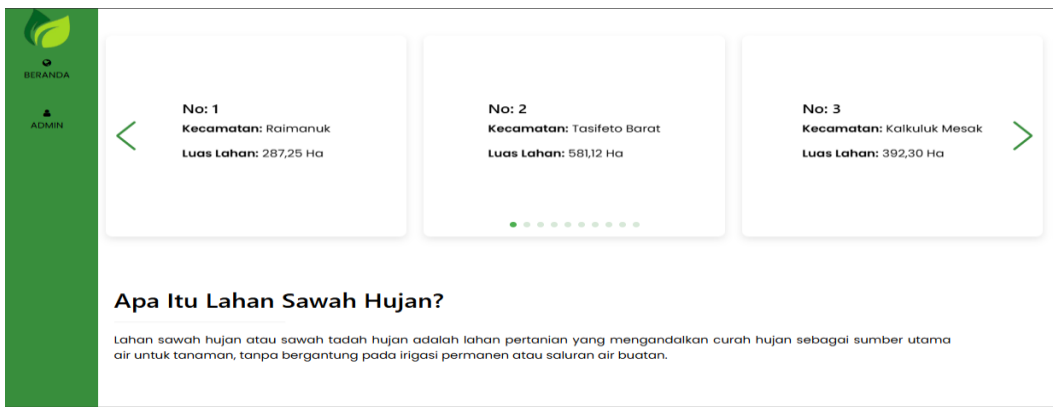 BERANDA
ADMIN
No: 1
Kecamatan: Raimanuk
Luas Lahan: 287,25 Ha
No: 2
Kecamatan: Tasifeto Barat
Luas Lahan: 581,12 Ha
No: 3
Kecamatan: Kalkuluk Mesak
Luas Lahan: 392,30 Ha
Apa Itu Lahan Sawah Hujan?
Lahan sawah hujan atau sawah tadah hujan adalah lahan pertanian yang mengandalkan curah hujan sebagai sumber utama
air untuk tanaman, tanpa bergantung pada irigasi permanen atau saluran air buatan.